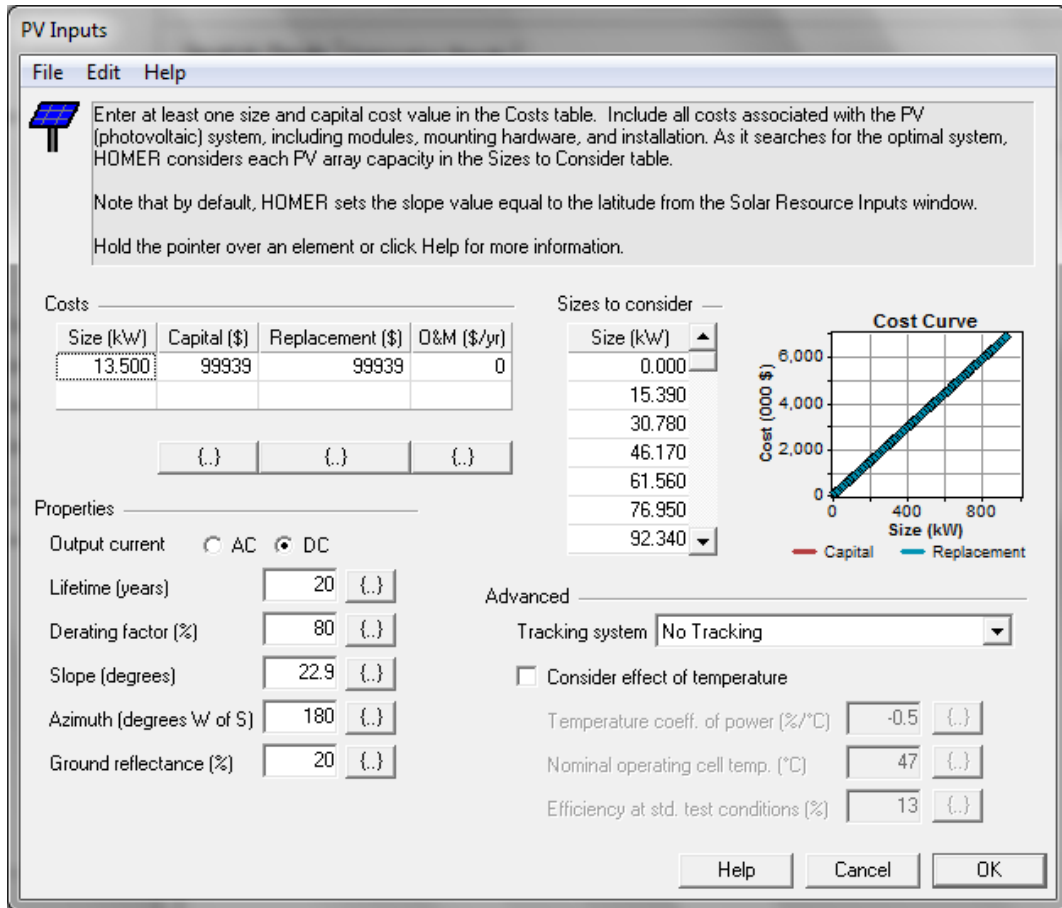 PV Inputs
File Edit Help
Enter at least one size and capital cost value in the Costs table. Include all costs associated with the PV
(photovoltaic) system, including modules, mounting hardware, and installation. As it searches for the optimal system,
HOMER considers each PV array capacity in the Sizes to Consider table.
Note that by default, HOMER sets the slope value equal to the latitude from the Solar Resource Inputs window.
Hold the pointer over an element or click Help for more information.
Costs
Size (kW) Capital ($) Replacement ($) O&M ($/yr)
13.500 99939 99939 0
{..} {..} {..}
Sizes to consider
Size (kW)
0.000
15.390
30.780
46.170
61.560
76.950
92.340
Cost Curve
Cost (000 $)
6,000
4,000
2,000
0
0 400 800
Size (kW)
Capital Replacement
Properties
Output current AC DC
Lifetime (years) 20 {..}
Derating factor (%) 80 {..}
Slope (degrees) 22.9 {..}
Azimuth (degrees W of S) 180 {..}
Ground reflectance (%) 20 {..}
Advanced
Tracking system No Tracking
Consider effect of temperature
Temperature coeff. of power (%/°C) -0.5 {..}
Nominal operating cell temp. (°C) 47 {..}
Efficiency at std. test conditions (%) 13 {..}
Help Cancel OK